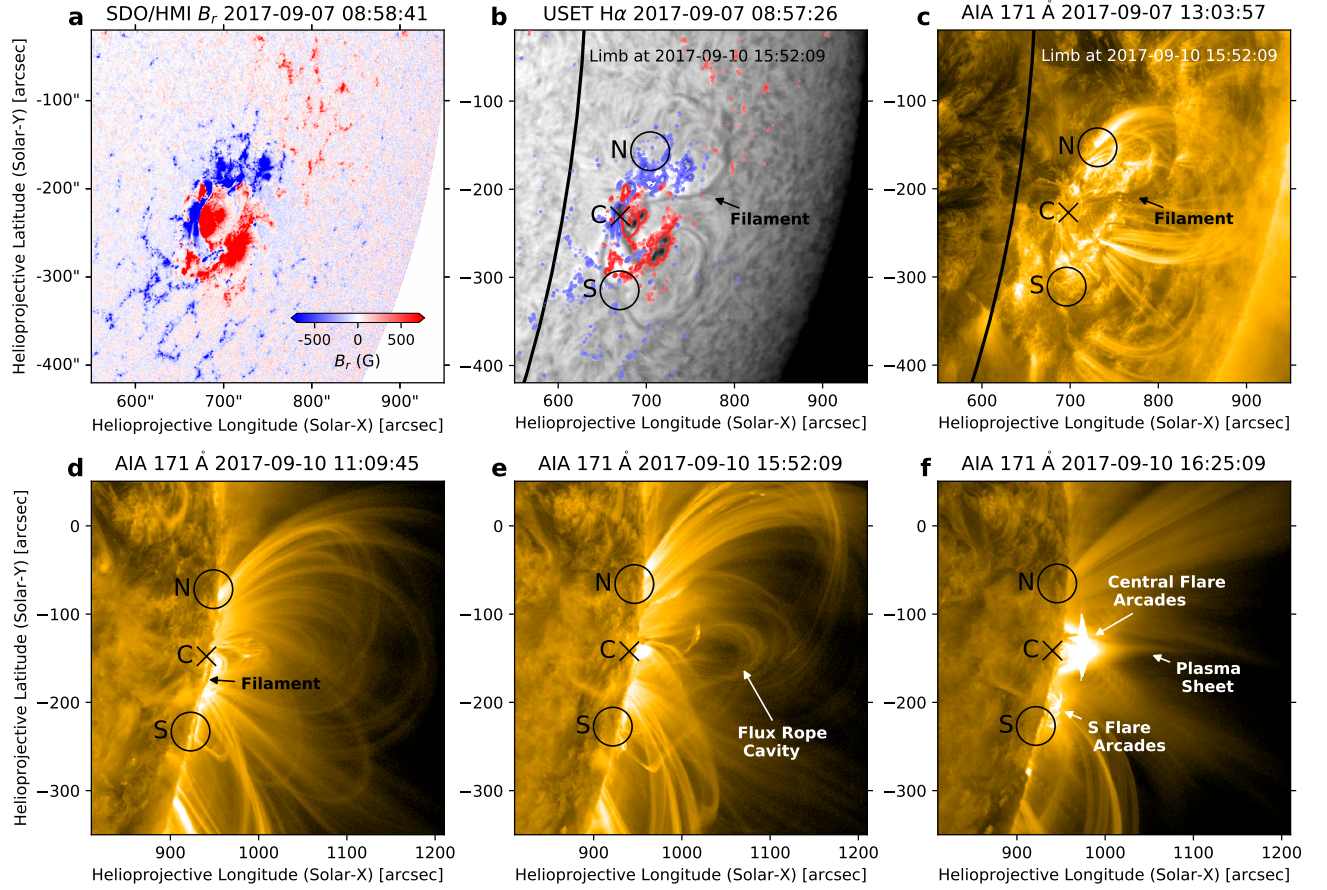 a SDO/HMI Br 2017-09-07 08:58:41
Helioprojective Latitude (Solar-Y) [arcsec]
-100"
-200"
-300"
-400"
-500 0 500
Br (G)
600" 700" 800" 900"
Helioprojective Longitude (Solar-X) [arcsec]
b USET Hα 2017-09-07 08:57:26
Limb at 2017-09-10 15:52:09
−100
−200
−300
−400
N
C
S
Filament
600 700 800 900
Helioprojective Longitude (Solar-X) [arcsec]
c AIA 171 Å 2017-09-07 13:03:57
Limb at 2017-09-10 15:52:09
−100
−200
−300
−400
N
C
S
Filament
600 700 800 900
Helioprojective Longitude (Solar-X) [arcsec]
d AIA 171 Å 2017-09-10 11:09:45
Helioprojective Latitude (Solar-Y) [arcsec]
0
−100
−200
−300
N
C
Filament
S
900 1000 1100 1200
Helioprojective Longitude (Solar-X) [arcsec]
e AIA 171 Å 2017-09-10 15:52:09
0
−100
−200
−300
N
C
S
Flux Rope
Cavity
900 1000 1100 1200
Helioprojective Longitude (Solar-X) [arcsec]
f AIA 171 Å 2017-09-10 16:25:09
0
−100
−200
−300
N
Central Flare
Arcades
C
Plasma
Sheet
S
S Flare
Arcades
900 1000 1100 1200
Helioprojective Longitude (Solar-X) [arcsec]